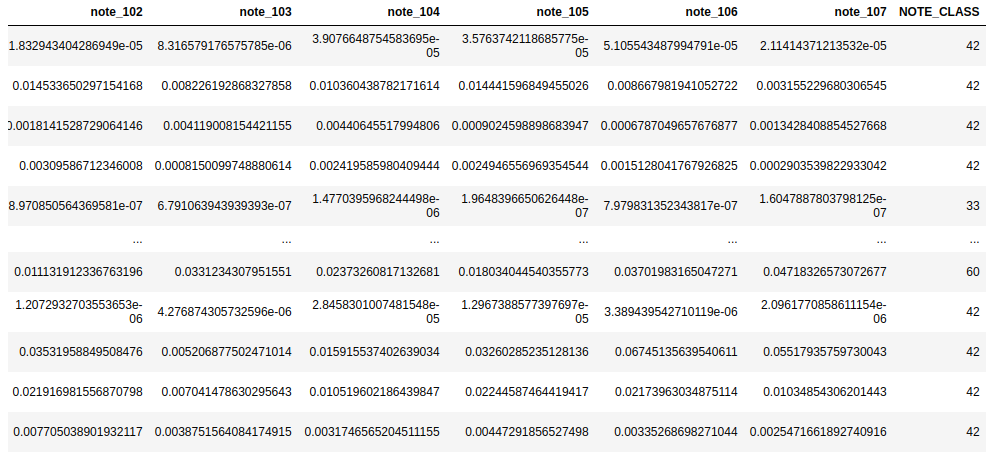 note_102 note_103 note_104 note_105 note_106 note_107 NOTE_CLASS
1.832943404286949e-05 8.316579176575785e-06 3.9076648754583695e-05 3.5763742118685775e-05 5.105543487994791e-05 2.11414371213532e-05 42
0.014533650297154168 0.008226192868327858 0.010360438782171614 0.014441596849455026 0.008667981941052722 0.003155229680306545 42
0.0018141528729064146 0.004119008154421155 0.00440645517994806 0.0009024598898683947 0.0006787049657676877 0.0013428408854527668 42
0.00309586712346008 0.0008150099748880614 0.002419585980409444 0.0024946556969354544 0.0015128041767926825 0.0002903539822933042 42
8.970850564369581e-07 6.791063943939393e-07 1.4770395968244498e-06 1.9648396650626448e-07 7.979831352343817e-07 1.6047887803798125e-07 33
... ... ... ... ... ... ...
0.011131912336763196 0.0331234307951551 0.02373260817132681 0.018034044540355773 0.03701983165047271 0.04718326573072677 60
1.2072932703553653e-06 4.276874305732596e-06 2.8458301007481548e-05 1.2967388577397697e-05 3.389439542710119e-06 2.0961770858611154e-06 42
0.03531958849508476 0.005206877502471014 0.015915537402639034 0.03260285235128136 0.06745135639540611 0.05517935759730043 42
0.021916981556870798 0.007041478630295643 0.010519602186439847 0.02244587464419417 0.02173963034875114 0.01034854306201443 42
0.007705038901932117 0.0038751564084174915 0.0031746565204511155 0.00447291856527498 0.00335268698271044 0.0025471661892740916 42